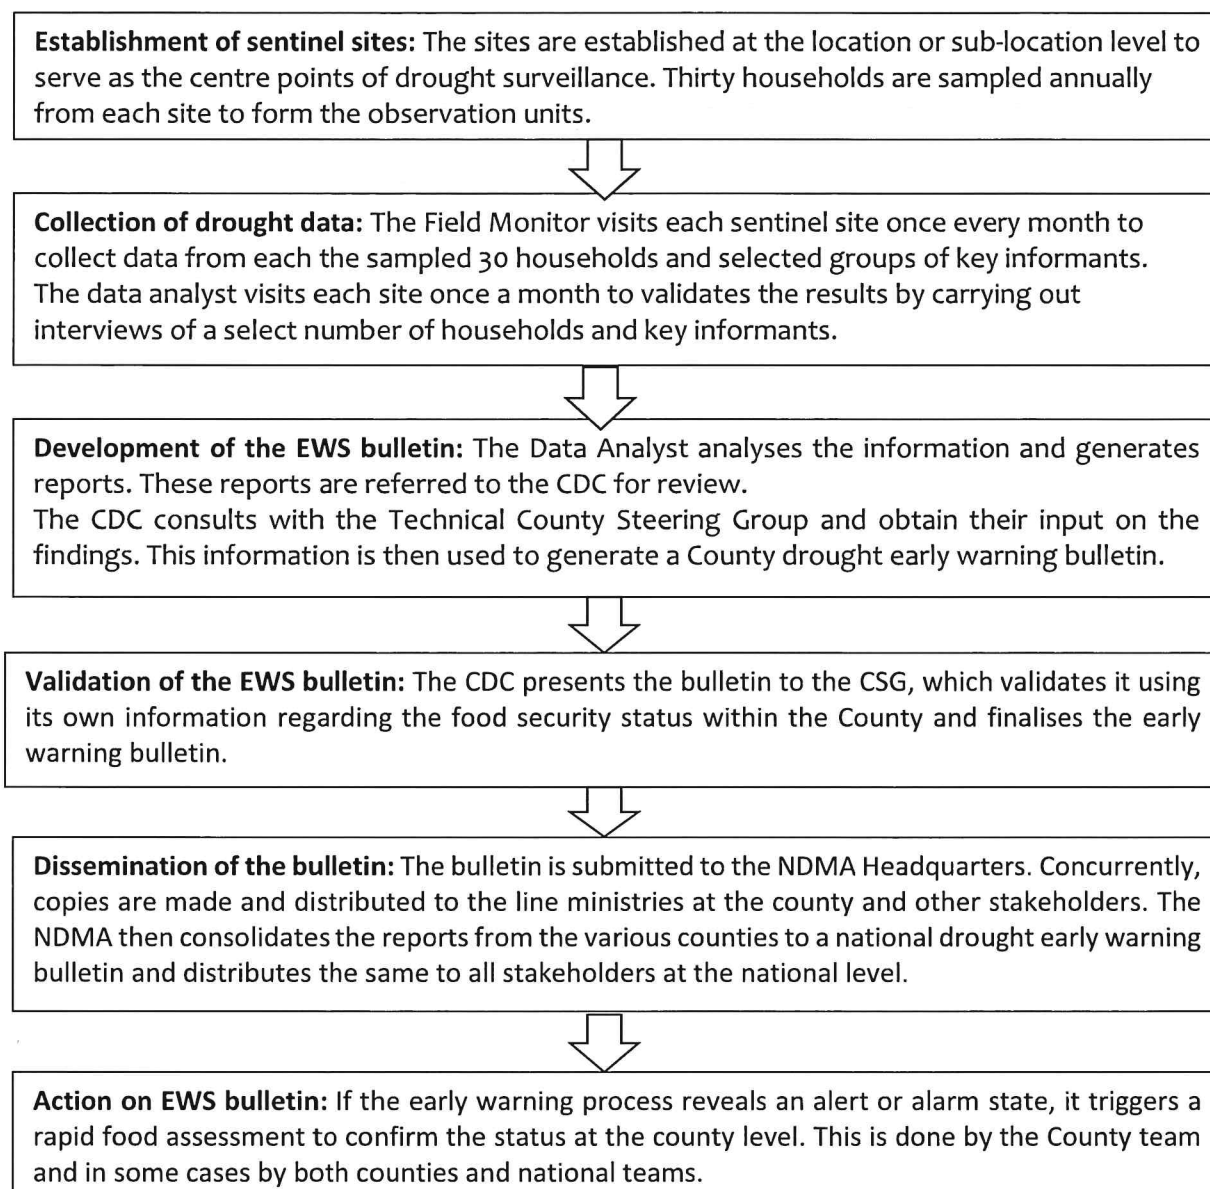 Establishment of sentinel sites: The sites are established at the location or sub-location level to
serve as the centre points of drought surveillance. Thirty households are sampled annually
from each site to form the observation units.
Collection of drought data: The Field Monitor visits each sentinel site once every month to
collect data from each the sampled 30 households and selected groups of key informants.
The data analyst visits each site once a month to validates the results by carrying out
interviews of a select number of households and key informants.
Development of the EWS bulletin: The Data Analyst analyses the information and generates
reports. These reports are referred to the CDC for review.
The CDC consults with the Technical County Steering Group and obtain their input on the
findings. This information is then used to generate a County drought early warning bulletin.
Validation of the EWS bulletin: The CDC presents the bulletin to the CSG, which validates it using
its own information regarding the food security status within the County and finalises the early
warning bulletin.
Dissemination of the bulletin: The bulletin is submitted to the NDMA Headquarters. Concurrently,
copies are made and distributed to the line ministries at the county and other stakeholders. The
NDMA then consolidates the reports from the various counties to a national drought early warning
bulletin and distributes the same to all stakeholders at the national level.
Action on EWS bulletin: If the early warning process reveals an alert or alarm state, it triggers a
rapid food assessment to confirm the status at the county level. This is done by the County team
and in some cases by both counties and national teams.